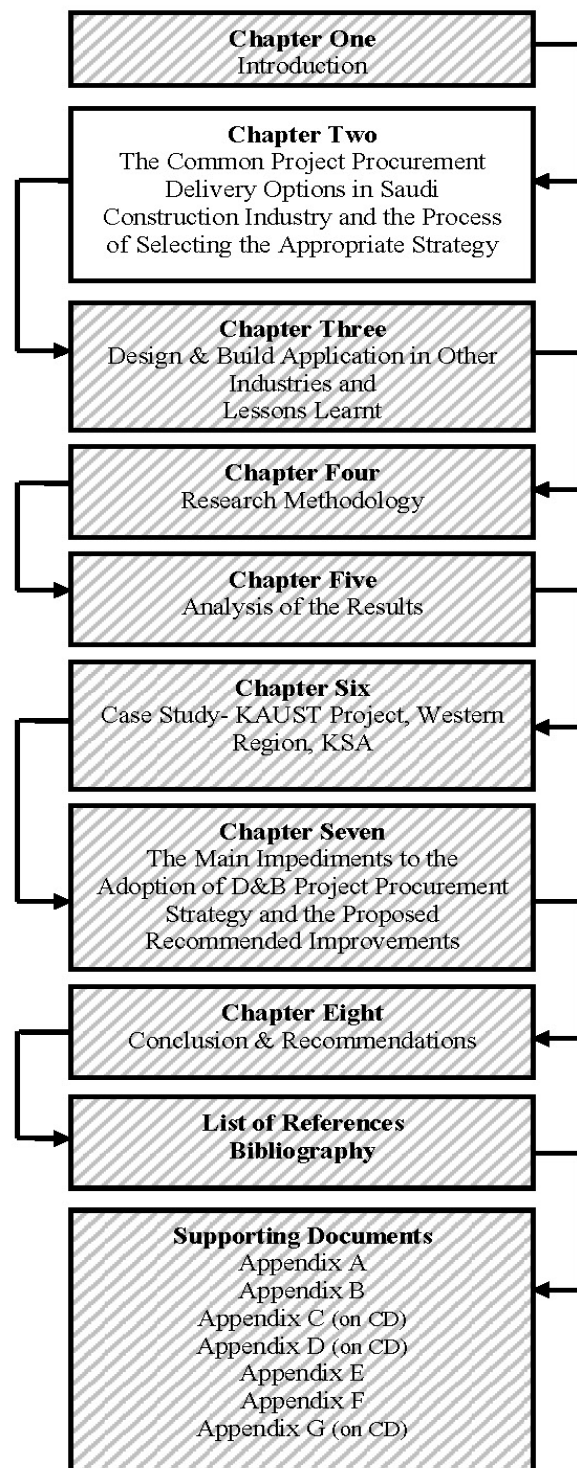 Chapter One
Introduction
Chapter Two
The Common Project Procurement
Delivery Options in Saudi
Construction Industry and the Process
of Selecting the Appropriate Strategy
Chapter Three
Design & Build Application in Other
Industries and
Lessons Learnt
Chapter Four
Research Methodology
Chapter Five
Analysis of the Results
Chapter Six
Case Study- KAUST Project, Western
Region, KSA
Chapter Seven
The Main Impediments to the
Adoption of D&B Project Procurement
Strategy and the Proposed
Recommended Improvements
Chapter Eight
Conclusion & Recommendations
List of References
Bibliography
Supporting Documents
Appendix A
Appendix B
Appendix C (on CD)
Appendix D (on CD)
Appendix E
Appendix F
Appendix G (on CD)